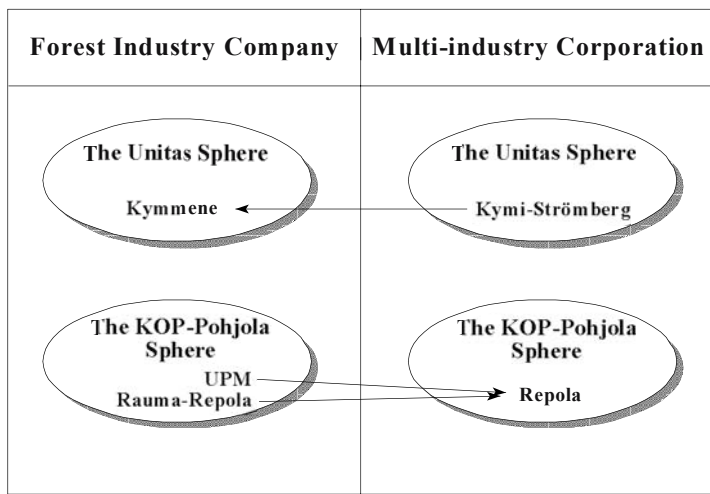 Forest Industry Company
Multi-industry Corporation
The Unitas Sphere
Kymmene
The Unitas Sphere
Kymi-Strömberg
The KOP-Pohjola
Sphere
UPM
Rauma-Repola
The KOP-Pohjola
Sphere
Repola